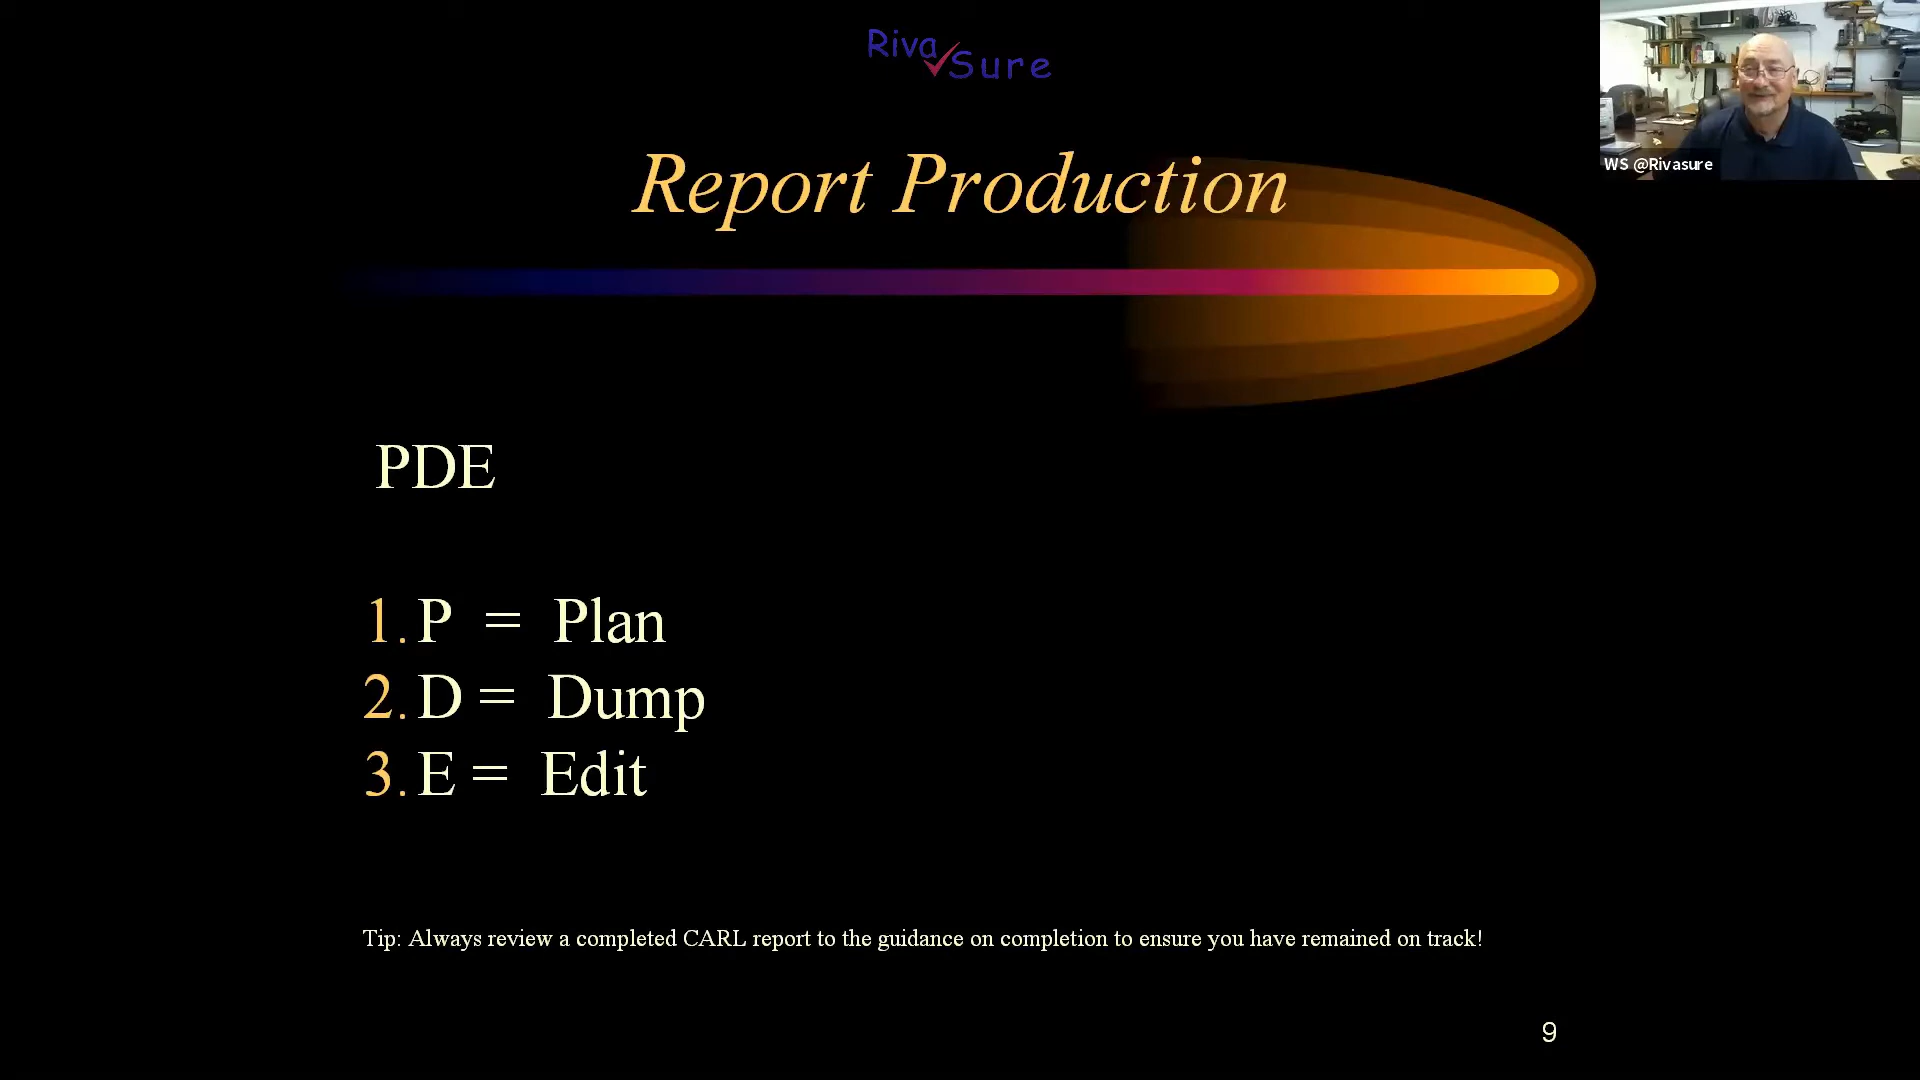 Riva Sure
WS @Rivasure
Report Production
PDE
1. P = Plan
2. D = Dump
3. E = Edit
Tip: Always review a completed CARL report to the guidance on completion to ensure you have remained on track!
9